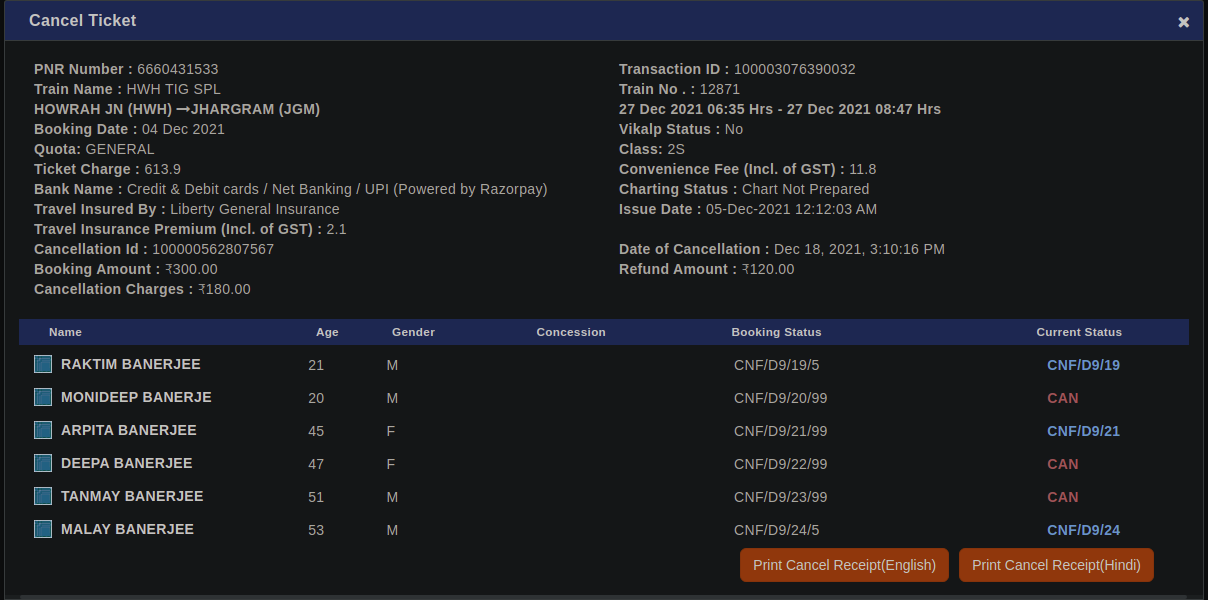 Cancel Ticket ✖
PNR Number : 6660431533 Transaction ID : 100003076390032
Train Name : HWH TIG SPL Train No . : 12871
HOWRAH JN (HWH) →JHARGRAM (JGM) 27 Dec 2021 06:35 Hrs - 27 Dec 2021 08:47 Hrs
Booking Date : 04 Dec 2021 Vikalp Status : No
Quota: GENERAL Class: 2S
Ticket Charge : 613.9 Convenience Fee (Incl. of GST) : 11.8
Bank Name : Credit & Debit cards / Net Banking / UPI (Powered by Razorpay) Charting Status : Chart Not Prepared
Travel Insured By : Liberty General Insurance Issue Date : 05-Dec-2021 12:12:03 AM
Travel Insurance Premium (Incl. of GST) : 2.1
Cancellation Id : 100000562807567 Date of Cancellation : Dec 18, 2021, 3:10:16 PM
Booking Amount : ₹300.00 Refund Amount : ₹120.00
Cancellation Charges : ₹180.00
Name Age Gender Concession Booking Status Current Status
RAKTIM BANERJEE 21 M CNF/D9/19/5 CNF/D9/19
MONIDEEP BANERJE 20 M CNF/D9/20/99 CAN
ARPITA BANERJEE 45 F CNF/D9/21/99 CNF/D9/21
DEEPA BANERJEE 47 F CNF/D9/22/99 CAN
TANMAY BANERJEE 51 M CNF/D9/23/99 CAN
MALAY BANERJEE 53 M CNF/D9/24/5 CNF/D9/24
Print Cancel Receipt(English) Print Cancel Receipt(Hindi)